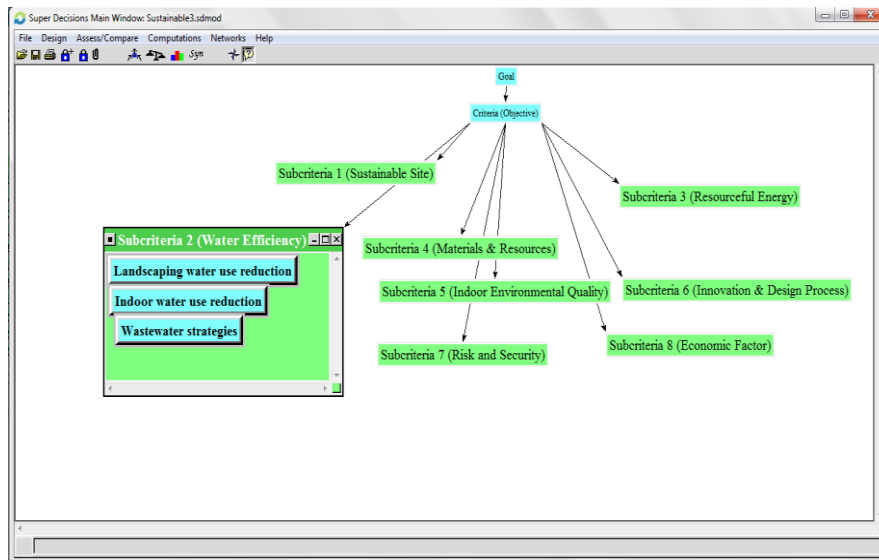 Super Decisions Main Window: Sustainable3.sdmod
File Design Assess/Compare Computations Networks Help
Syn
Goal
Criteria (Objective)
Subcriteria 1 (Sustainable Site)
Subcriteria 3 (Resourceful Energy)
Subcriteria 2 (Water Efficiency)
Landscaping water use reduction
Indoor water use reduction
Wastewater strategies
Subcriteria 4 (Materials & Resources)
Subcriteria 5 (Indoor Environmental Quality)
Subcriteria 6 (Innovation & Design Process)
Subcriteria 7 (Risk and Security)
Subcriteria 8 (Economic Factor)